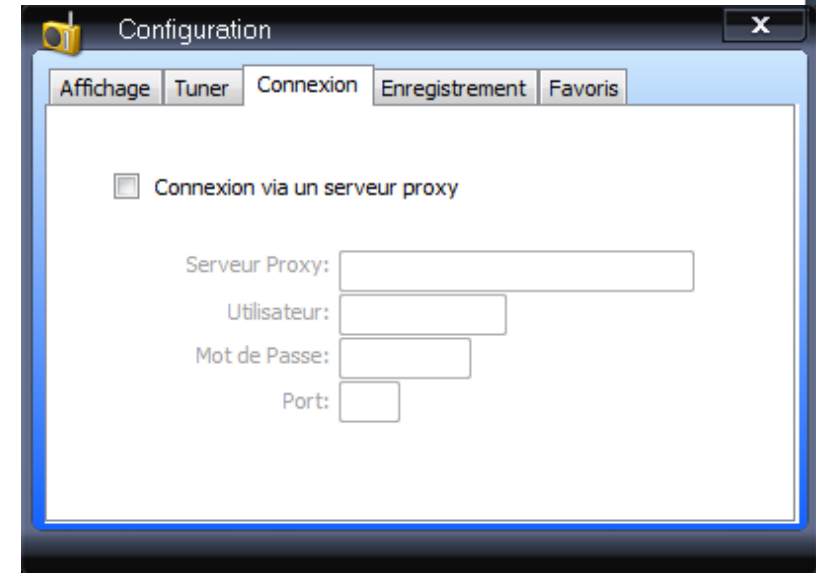 Configuration
X
Affichage Tuner Connexion Enregistrement Favoris
Connexion via un serveur proxy
Serveur Proxy:
Utilisateur:
Mot de Passe:
Port: